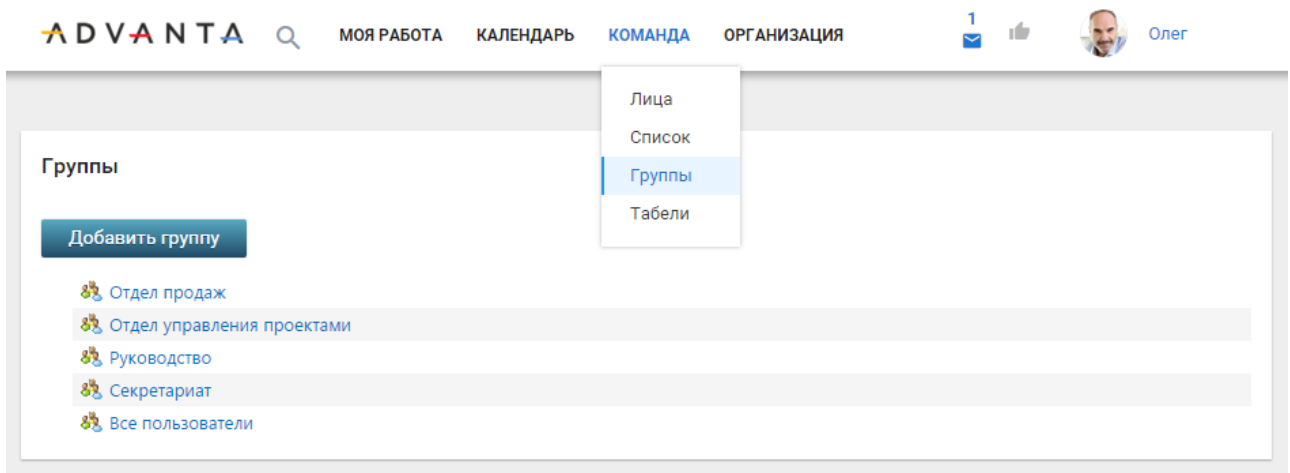 ADVANTA МОЯ РАБОТА КАЛЕНДАРЬ КОМАНДА ОРГАНИЗАЦИЯ 1 Олег
Лица
Список
Группы
Табели
Группы
Добавить группу
Отдел продаж
Отдел управления проектами
Руководство
Секретариат
Все пользователи